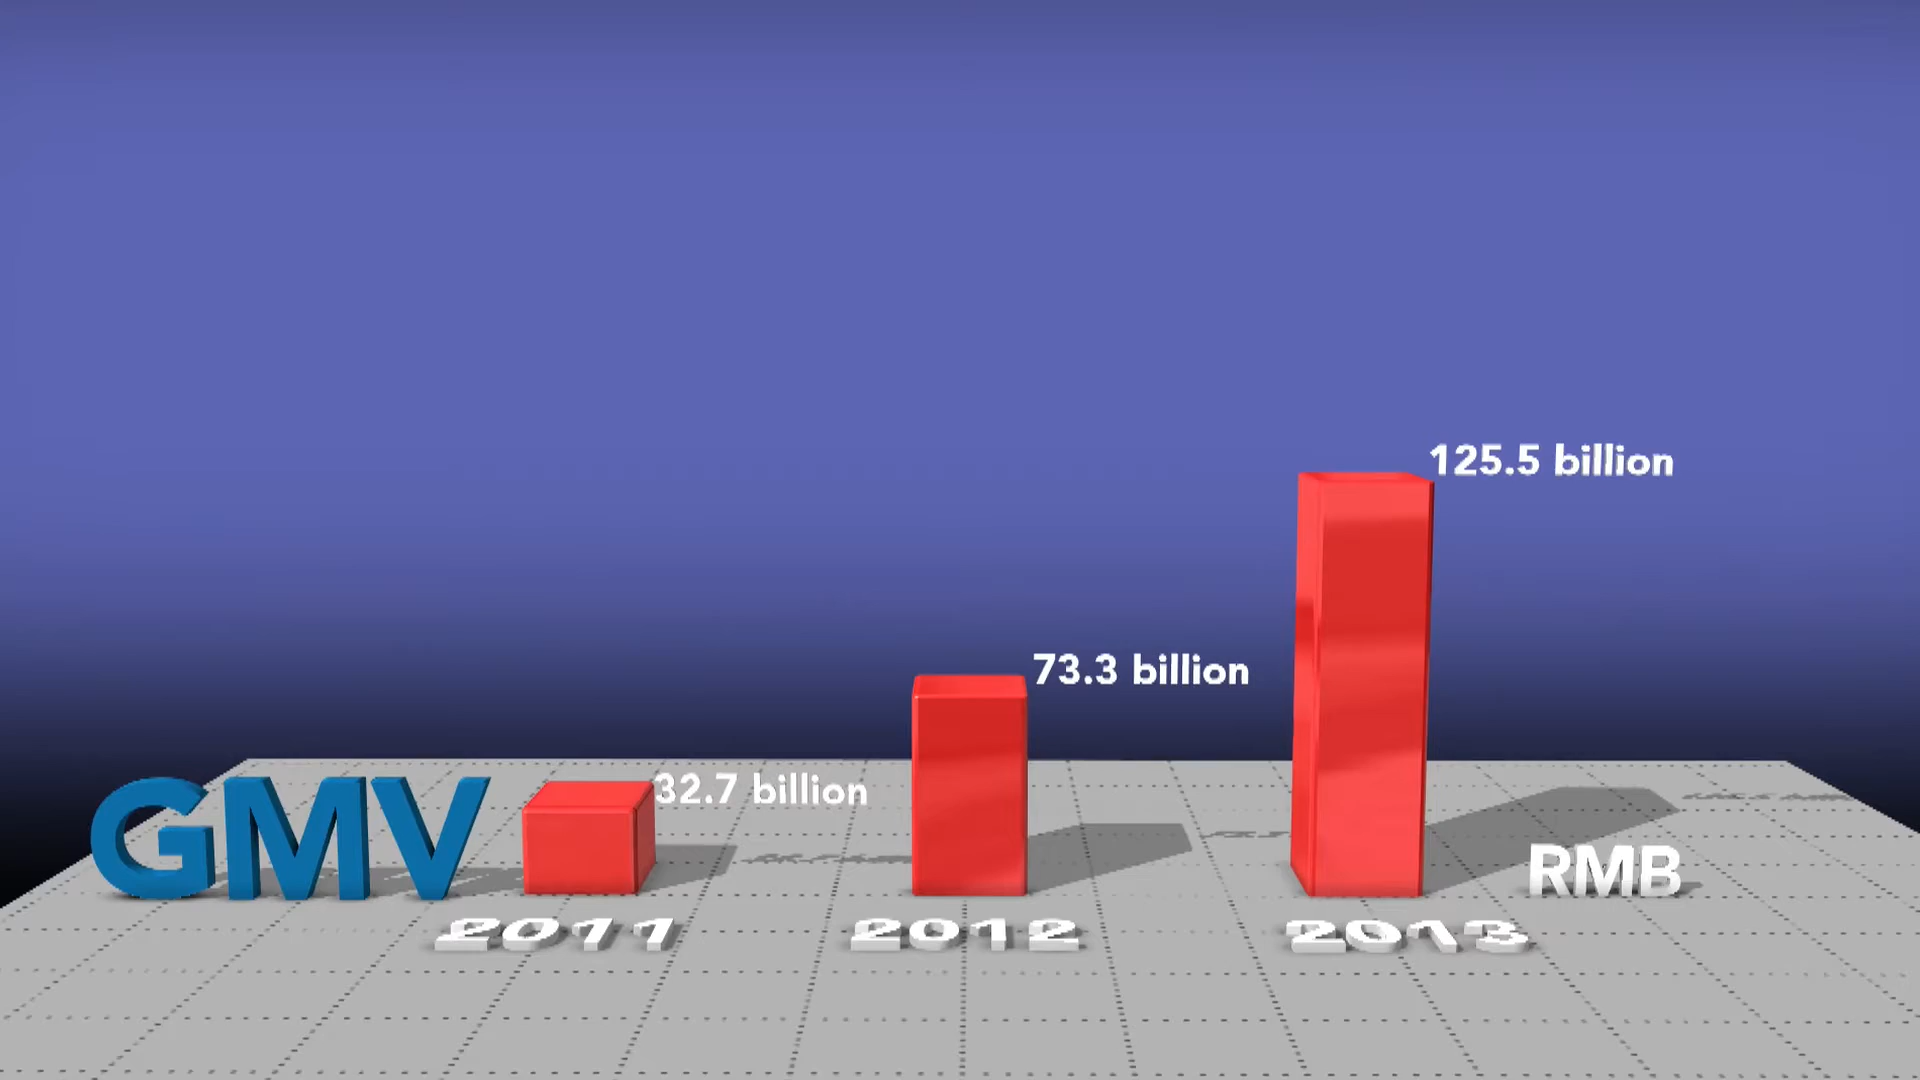 125.5 billion
73.3 billion
32.7 billion
GMV
RMB
2011 2012 2013